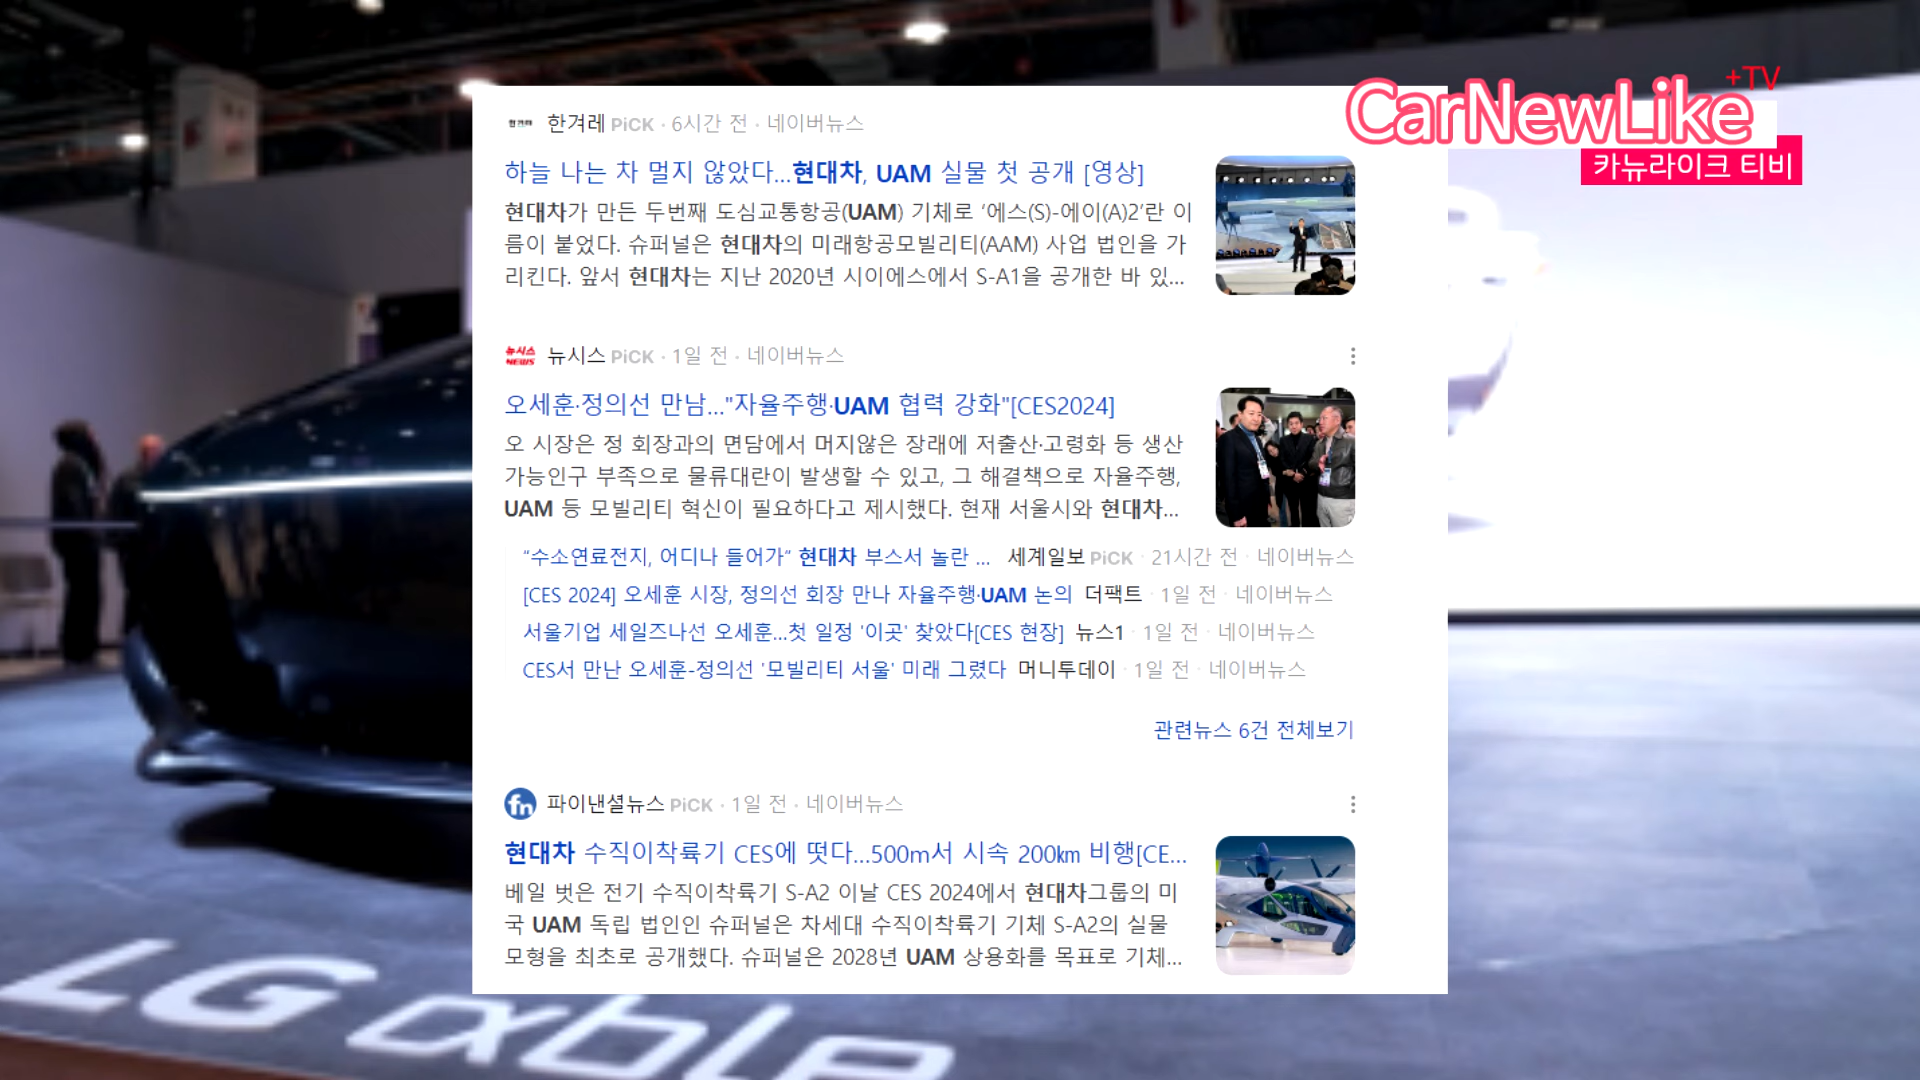 CarNewLike +TV
카뉴라이크 티비
한겨레 PiCK · 6시간 전 · 네이버뉴스
하늘 나는 차 멀지 않았다...현대차, UAM 실물 첫 공개 [영상]
현대차가 만든 두번째 도심교통항공(UAM) 기체로 ‘에스(S)-에이(A)2’란 이
름이 붙었다. 슈퍼널은 현대차의 미래항공모빌리티(AAM) 사업 법인을 가
리킨다. 앞서 현대차는 지난 2020년 시이에스에서 S-A1을 공개한 바 있...
뉴시스 NEWS
뉴시스 PiCK · 1일 전 · 네이버뉴스
오세훈·정의선 만남..."자율주행·UAM 협력 강화"[CES2024]
오 시장은 정 회장과의 면담에서 머지않은 장래에 저출산·고령화 등 생산
가능인구 부족으로 물류대란이 발생할 수 있고, 그 해결책으로 자율주행,
UAM 등 모빌리티 혁신이 필요하다고 제시했다. 현재 서울시와 현대차...
“수소연료전지, 어디나 들어가“ 현대차 부스서 놀란 ... 세계일보 PiCK · 21시간 전 · 네이버뉴스
[CES 2024] 오세훈 시장, 정의선 회장 만나 자율주행·UAM 논의 더팩트 · 1일 전 · 네이버뉴스
서울기업 세일즈나선 오세훈...첫 일정 '이곳' 찾았다[CES 현장] 뉴스1 · 1일 전 · 네이버뉴스
CES서 만난 오세훈-정의선 '모빌리티 서울' 미래 그렸다 머니투데이 · 1일 전 · 네이버뉴스
관련뉴스 6건 전체보기
fn 파이낸셜뉴스 PiCK · 1일 전 · 네이버뉴스
현대차 수직이착륙기 CES에 떳다...500m서 시속 200㎞ 비행[CE...
베일 벗은 전기 수직이착륙기 S-A2 이날 CES 2024에서 현대차그룹의 미
국 UAM 독립 법인인 슈퍼널은 차세대 수직이착륙기 기체 S-A2의 실물
모형을 최초로 공개했다. 슈퍼널은 2028년 UAM 상용화를 목표로 기체...
LG αble